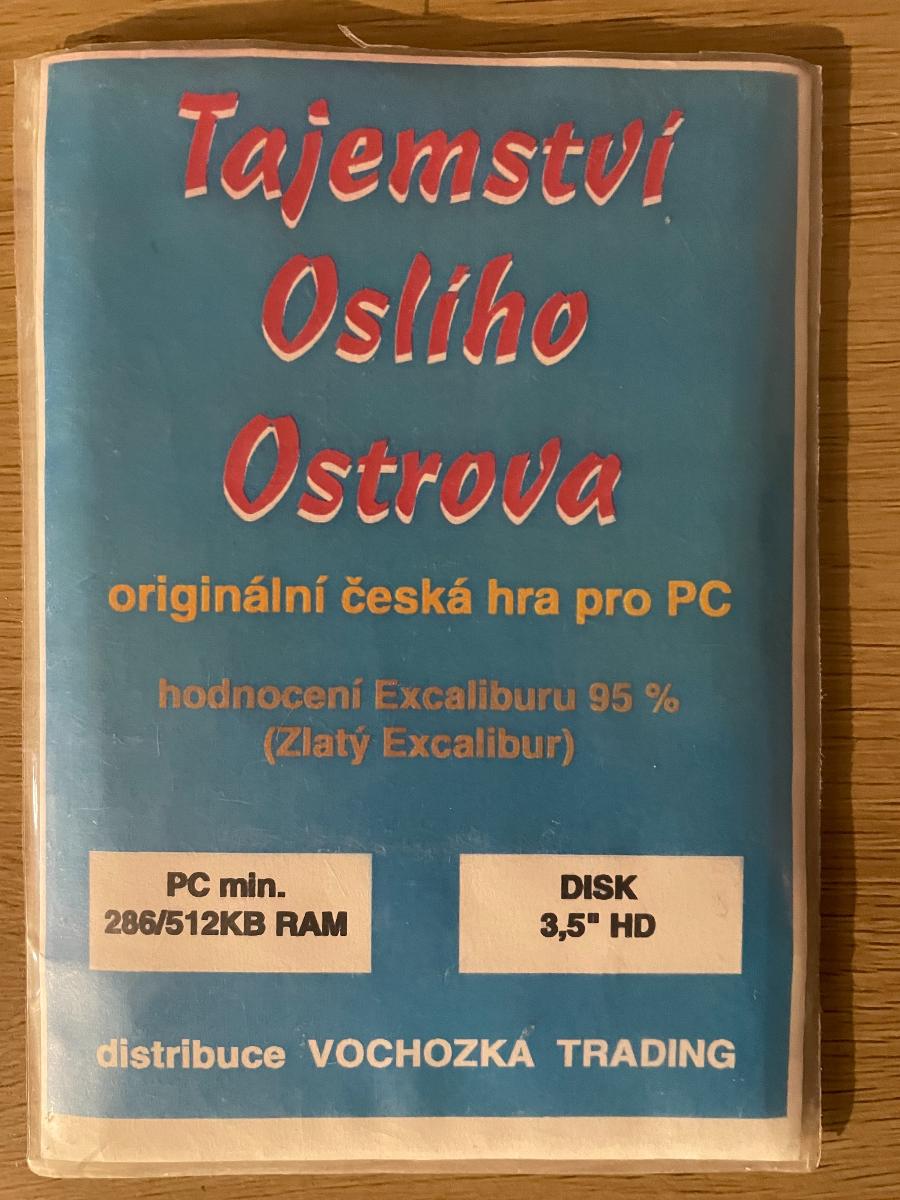 Tajemství
Oslího
Ostrova
originální česká hra pro PC
hodnocení Excaliburu 95 %
(Zlatý Excalibur)
PC min.
286/512KB RAM
DISK
3,5" HD
distribuce VOCHOZKA TRADING